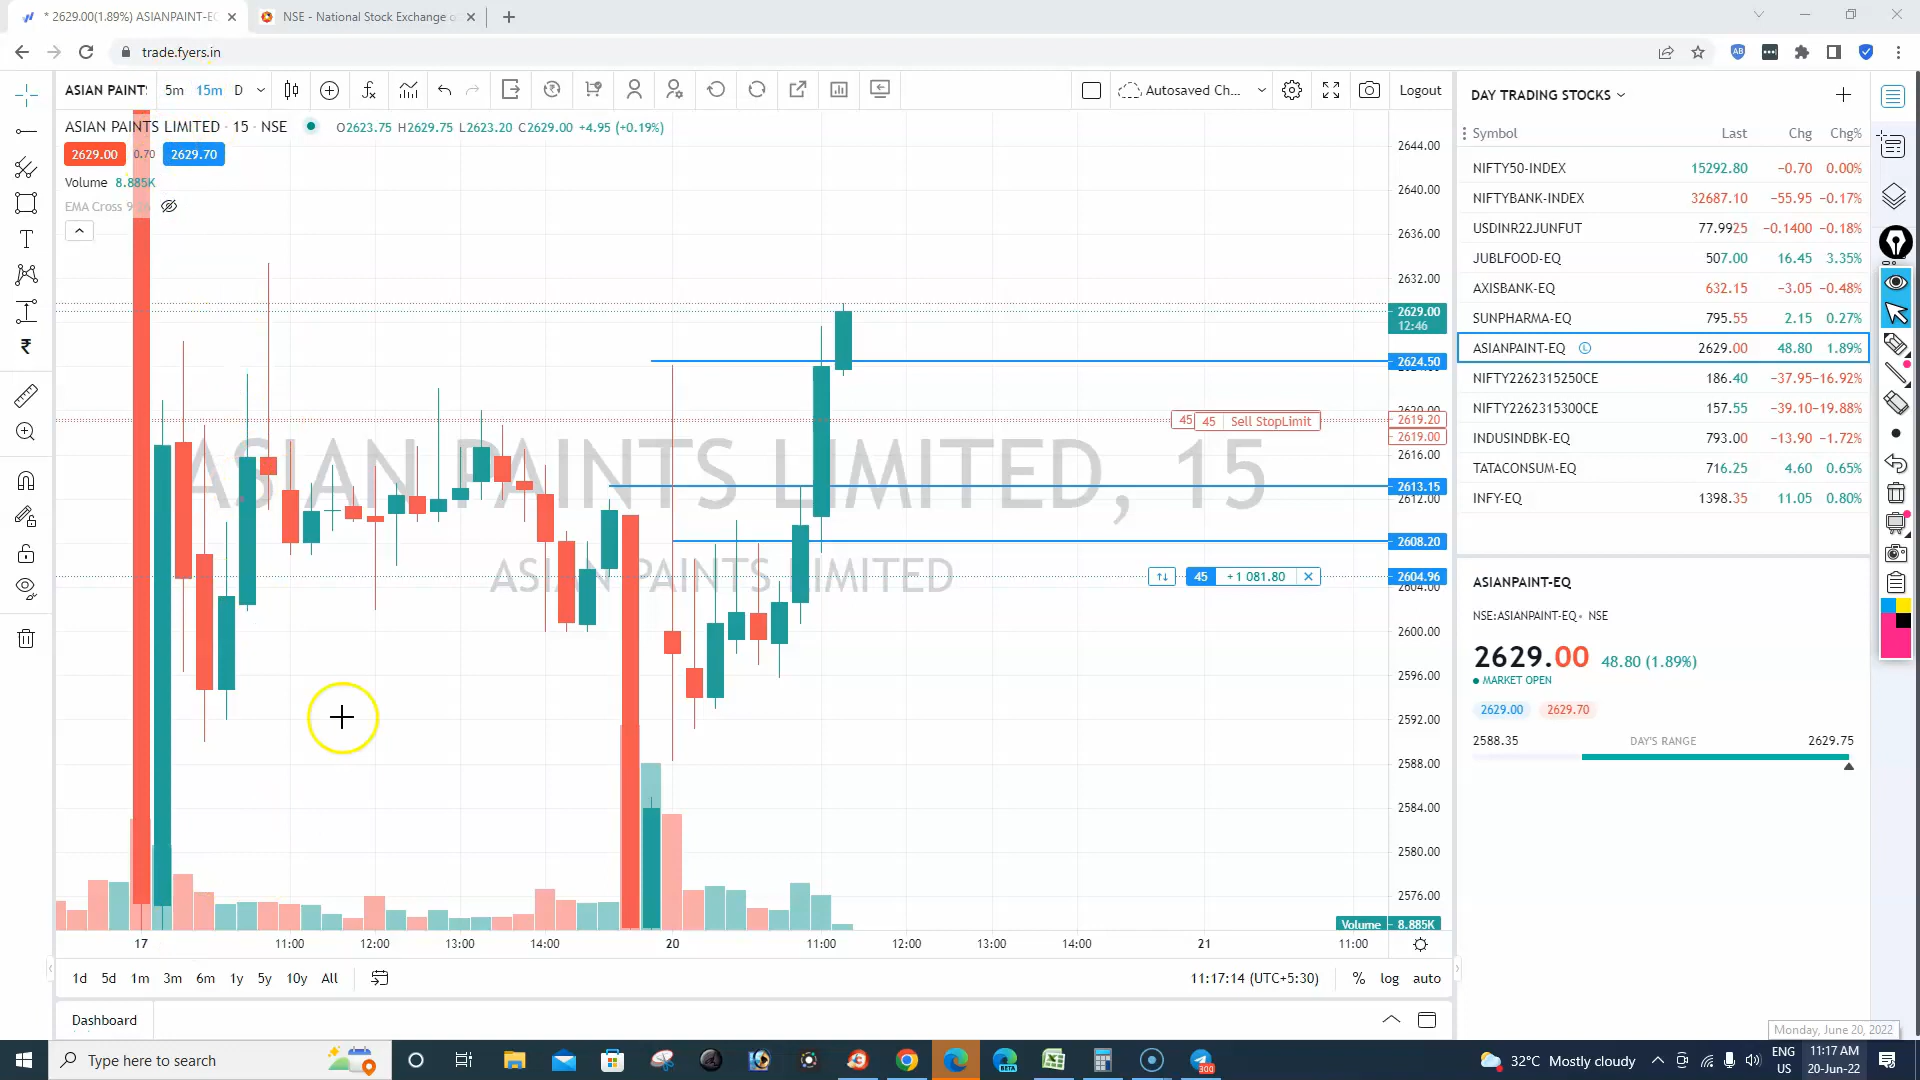 * 2629.00(1.89%) ASIANPAINT-EQ
NSE - National Stock Exchange o
trade.fyers.in
ASIAN PAINTS 5m 15m D
Autosaved Ch... Logout
ASIAN PAINTS LIMITED · 15 · NSE O2623.75 H2629.75 L2623.20 C2629.00 +4.95 (+0.19%)
2629.00 0.70 2629.70
Volume 8.885K
EMA Cross 9
ASIAN PAINTS LIMITED, 15
ASIAN PAINTS LIMITED
2644.00
2640.00
2636.00
2632.00
2629.00
12:46
2624.50
2620.00
45 45 Sell StopLimit 2619.20
2619.00
2616.00
2613.15
2612.00
2608.20
45 +1 081.80 2604.96
2604.00
2600.00
2596.00
2592.00
2588.00
2584.00
2580.00
2576.00
Volume 8.885K
17 11:00 12:00 13:00 14:00 20 11:00 12:00 13:00 14:00 21 11:00
1d 5d 1m 3m 6m 1y 5y 10y All 11:17:14 (UTC+5:30) % log auto
Dashboard
DAY TRADING STOCKS
Symbol Last Chg Chg%
NIFTY50-INDEX 15292.80 −0.70 0.00%
NIFTYBANK-INDEX 32687.10 −55.95 −0.17%
USDINR22JUNFUT 77.9925 −0.1400 −0.18%
JUBLFOOD-EQ 507.00 16.45 3.35%
AXISBANK-EQ 632.15 −3.05 −0.48%
SUNPHARMA-EQ 795.55 2.15 0.27%
ASIANPAINT-EQ L 2629.00 48.80 1.89%
NIFTY2262315250CE 186.40 −37.95 −16.92%
NIFTY2262315300CE 157.55 −39.10 −19.88%
INDUSINDBK-EQ 793.00 −13.90 −1.72%
TATACONSUM-EQ 716.25 4.60 0.65%
INFY-EQ 1398.35 11.05 0.80%
ASIANPAINT-EQ
NSE:ASIANPAINT-EQ • NSE
2629.00 48.80 (1.89%)
MARKET OPEN
2629.00 2629.70
2588.35 DAY'S RANGE 2629.75
Monday, June 20, 2022
Type here to search
300
32°C Mostly cloudy
ENG
US
11:17 AM
20-Jun-22